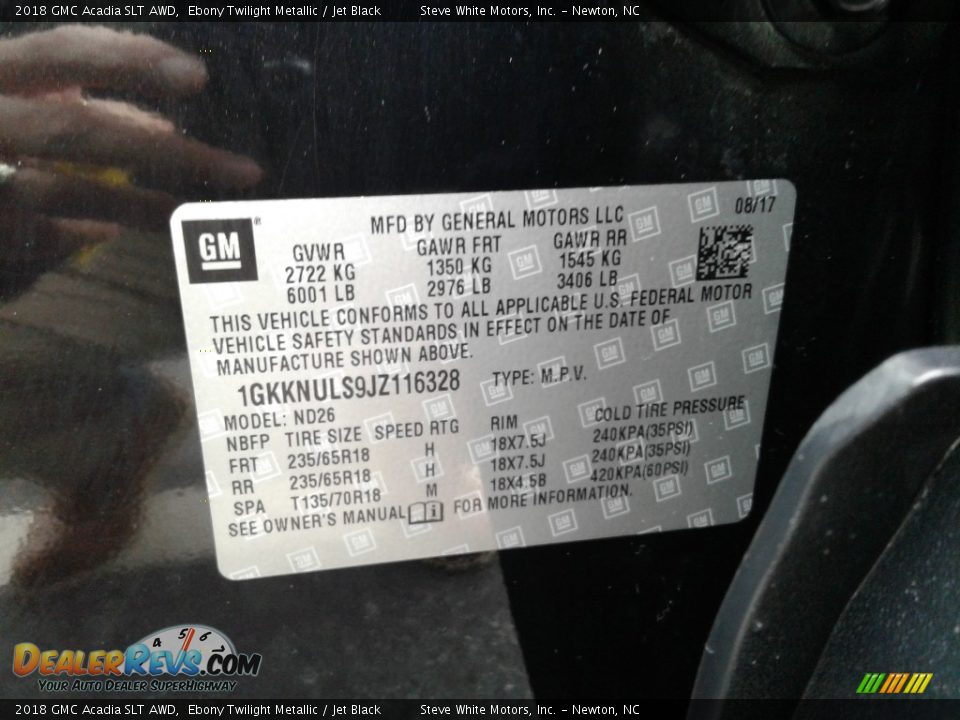 2018 GMC Acadia SLT AWD, Ebony Twilight Metallic / Jet Black Steve White Motors, Inc. – Newton, NC
GM®
MFD BY GENERAL MOTORS LLC 08/17
GVWR GAWR FRT GAWR RR
2722 KG 1350 KG 1545 KG
6001 LB 2976 LB 3406 LB
THIS VEHICLE CONFORMS TO ALL APPLICABLE U.S. FEDERAL MOTOR
VEHICLE SAFETY STANDARDS IN EFFECT ON THE DATE OF
MANUFACTURE SHOWN ABOVE.
1GKKNULS9JZ116328 TYPE: M.P.V.
MODEL: ND26
NBFP TIRE SIZE SPEED RTG RIM COLD TIRE PRESSURE
FRT 235/65R18 H 18X7.5J 240KPA(35PSI)
RR 235/65R18 H 18X7.5J 240KPA(35PSI)
SPA T135/70R18 M 18X4.5B 420KPA(60PSI)
SEE OWNER'S MANUAL i FOR MORE INFORMATION.
4 5 6
DEALERREVS.COM
Your Auto Dealer SuperHighway
2018 GMC Acadia SLT AWD, Ebony Twilight Metallic / Jet Black Steve White Motors, Inc. – Newton, NC